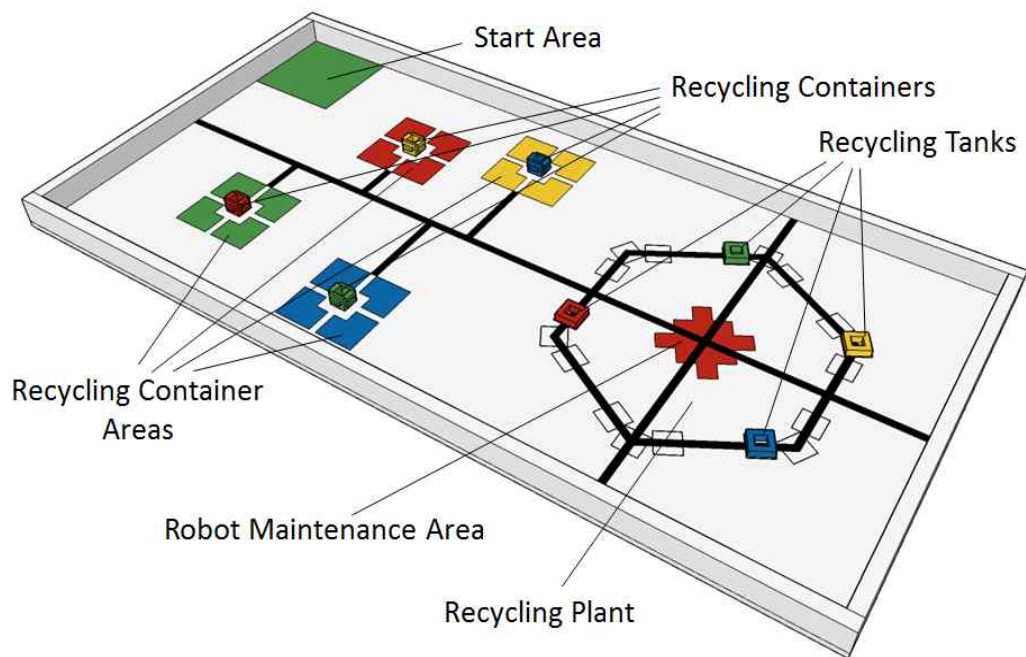 Start Area
Recycling Containers
Recycling Tanks
Recycling Container
Areas
Robot Maintenance Area
Recycling Plant